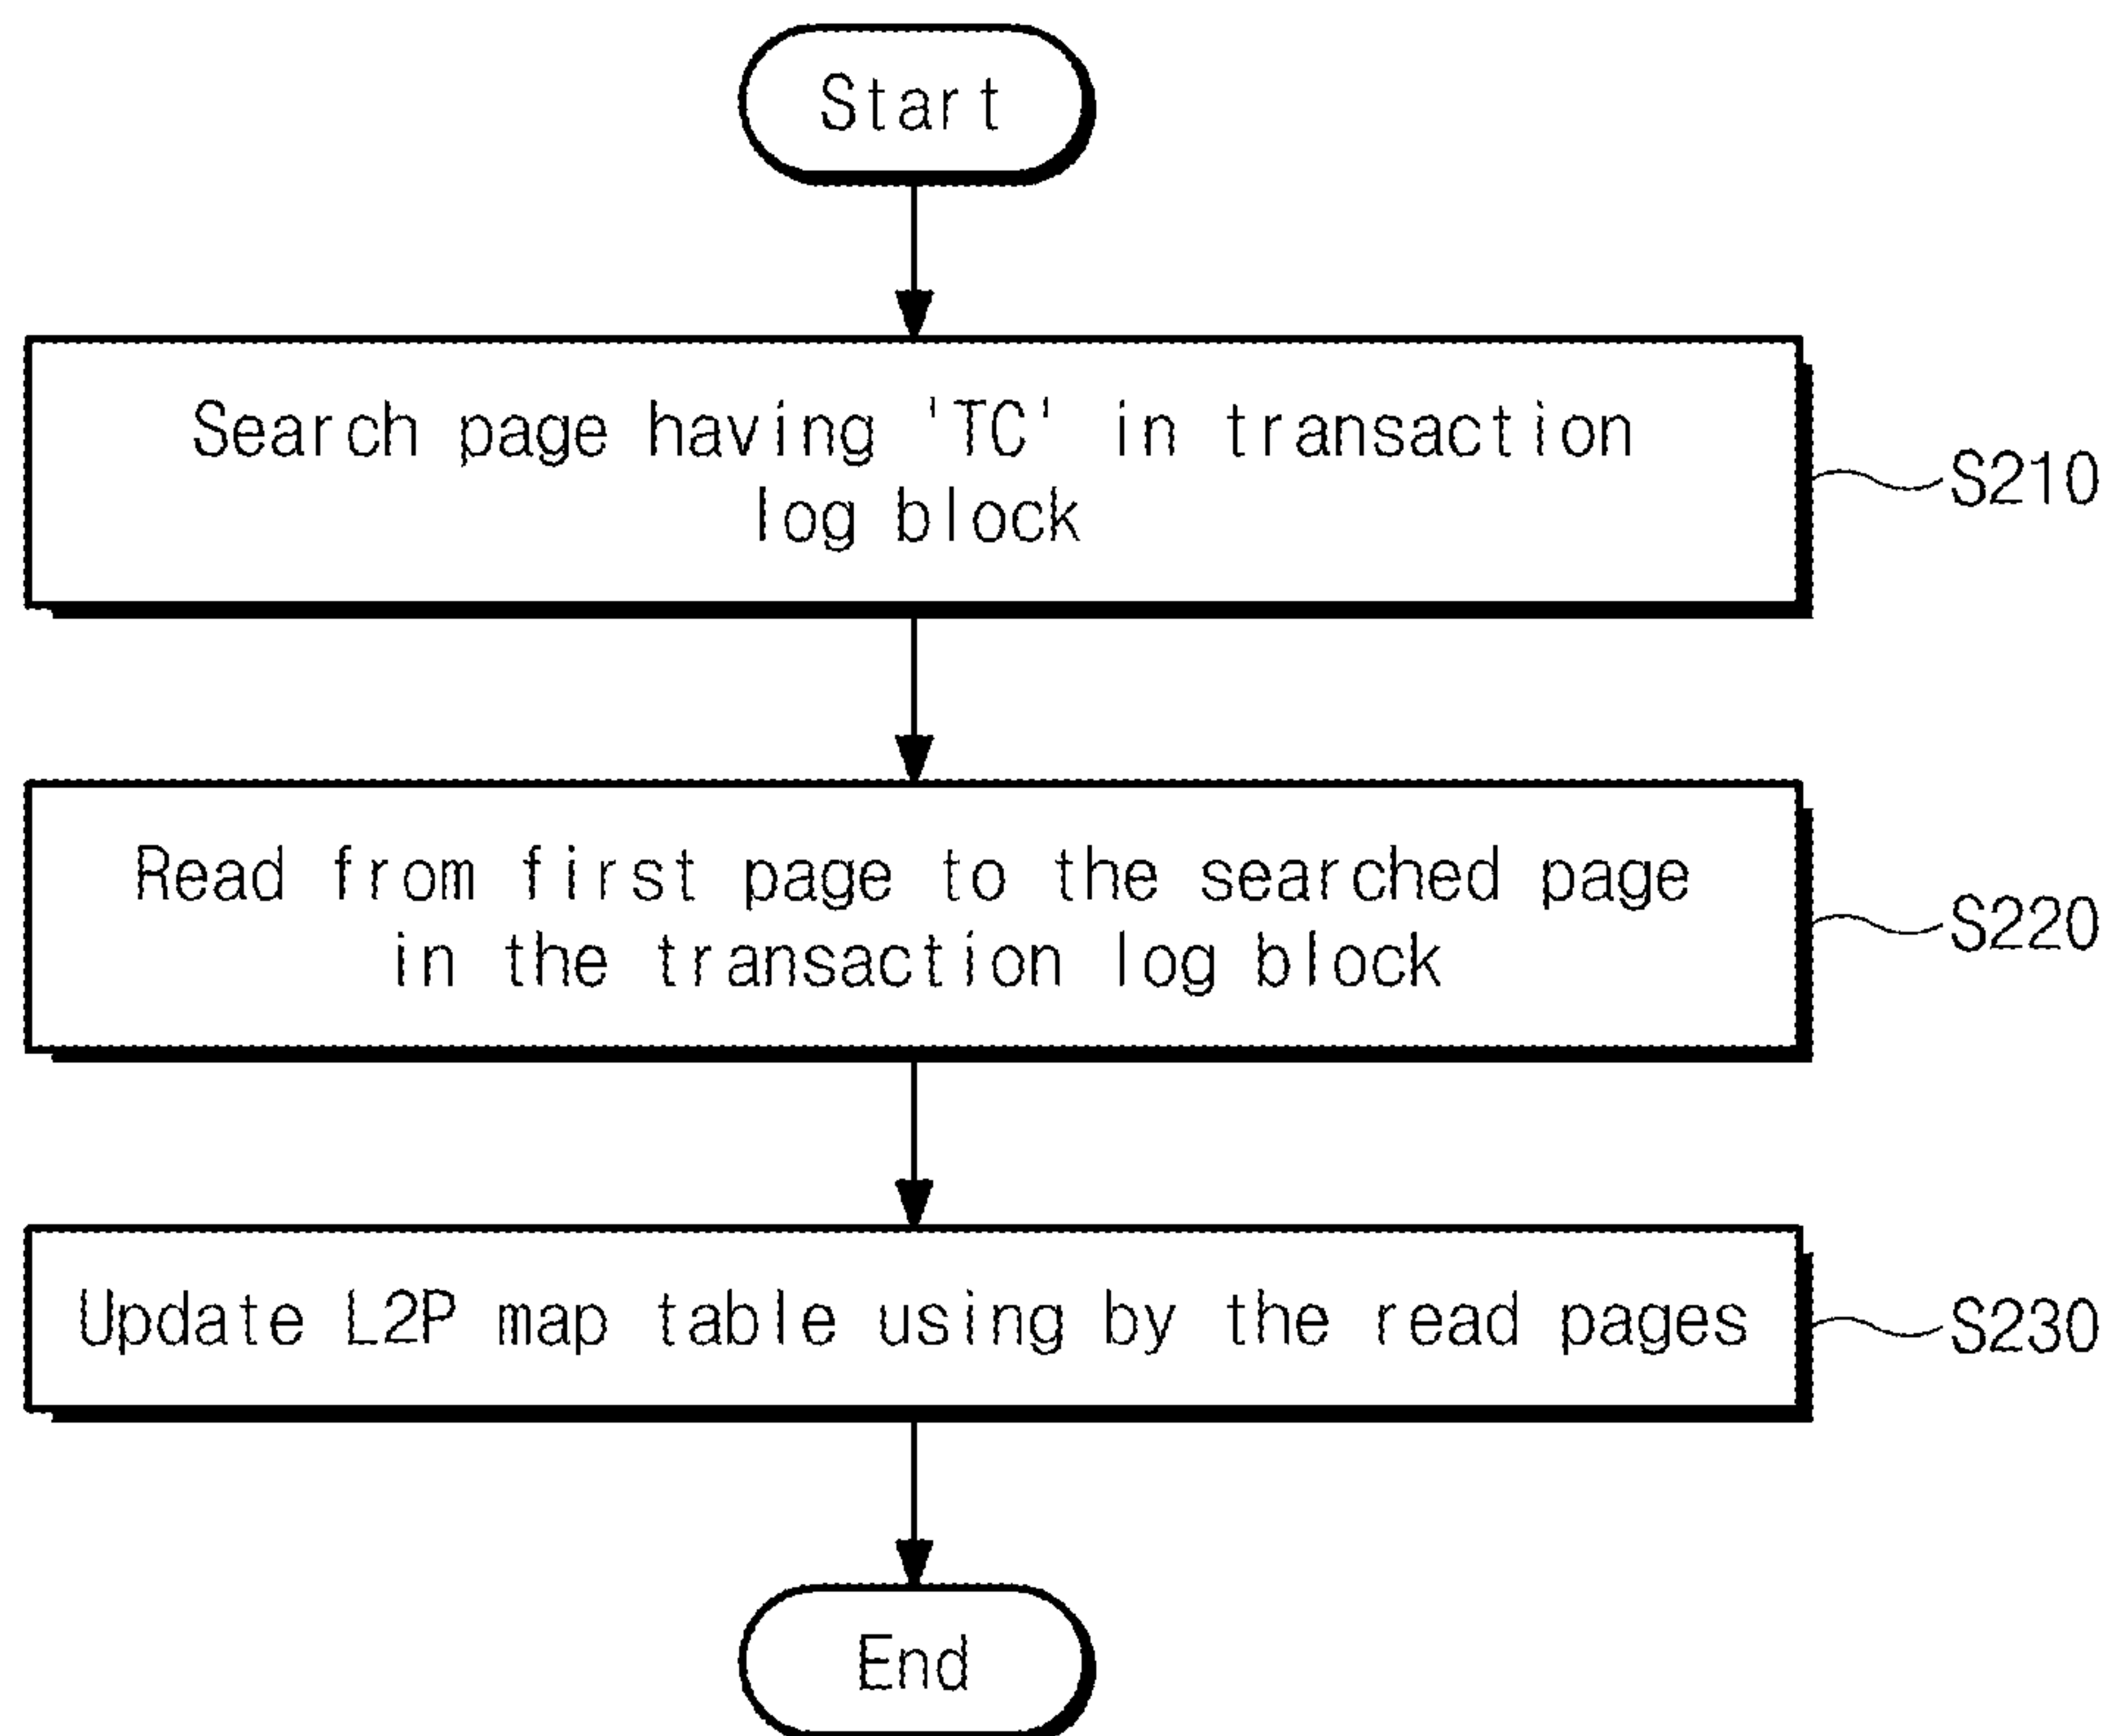 Start
Search page having 'TC' in transaction
log block
S210
Read from first page to the searched page
in the transaction log block
S220
Update L2P map table using by the read pages
S230
End